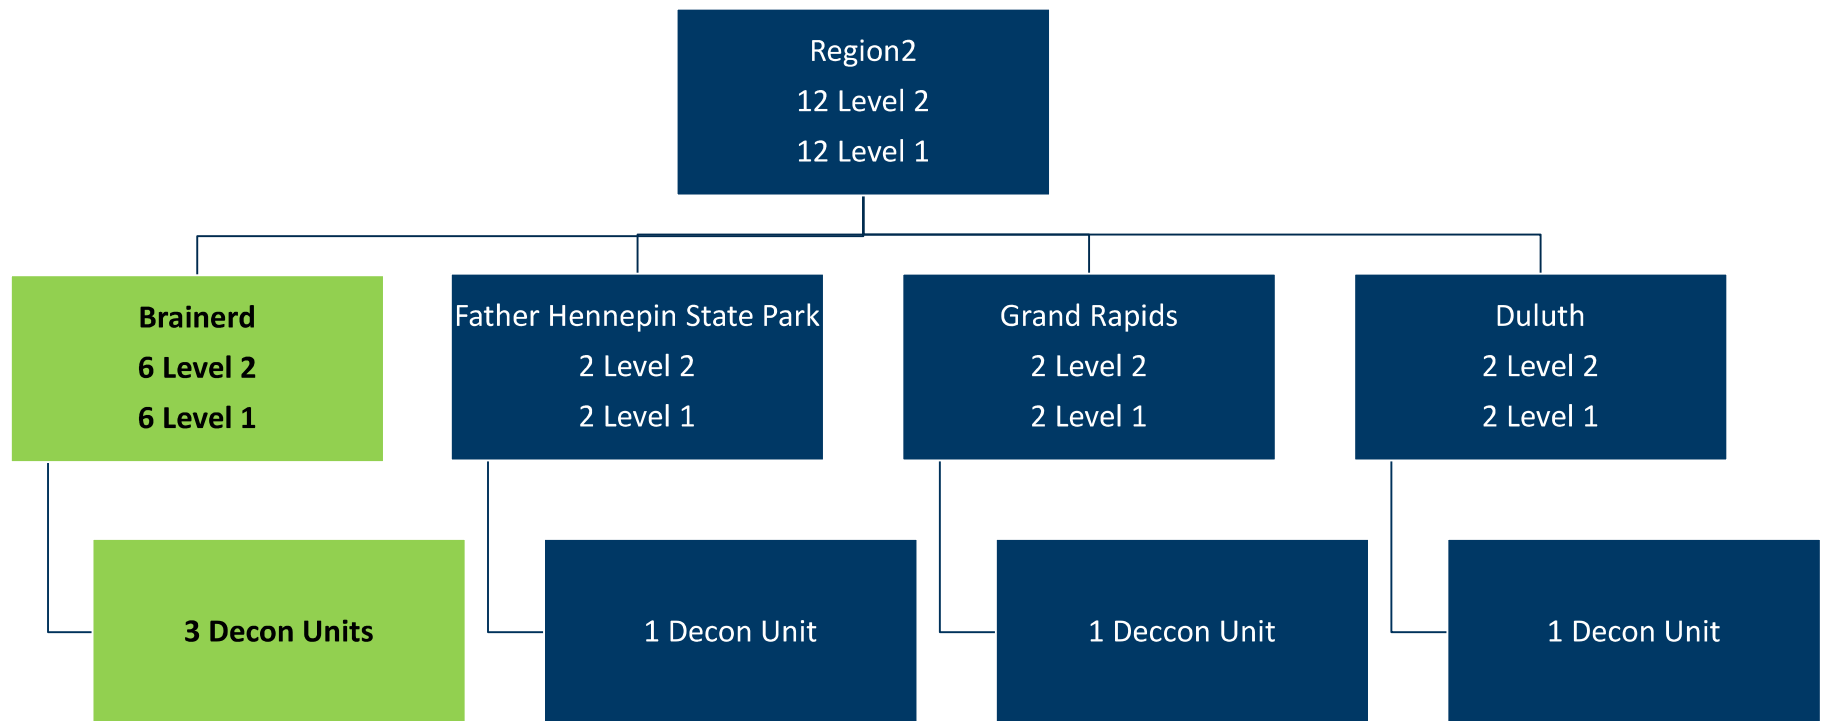 Region2
12 Level 2
12 Level 1
Brainerd
6 Level 2
6 Level 1
Father Hennepin State Park
2 Level 2
2 Level 1
Grand Rapids
2 Level 2
2 Level 1
Duluth
2 Level 2
2 Level 1
3 Decon Units
1 Decon Unit
1 Deccon Unit
1 Decon Unit